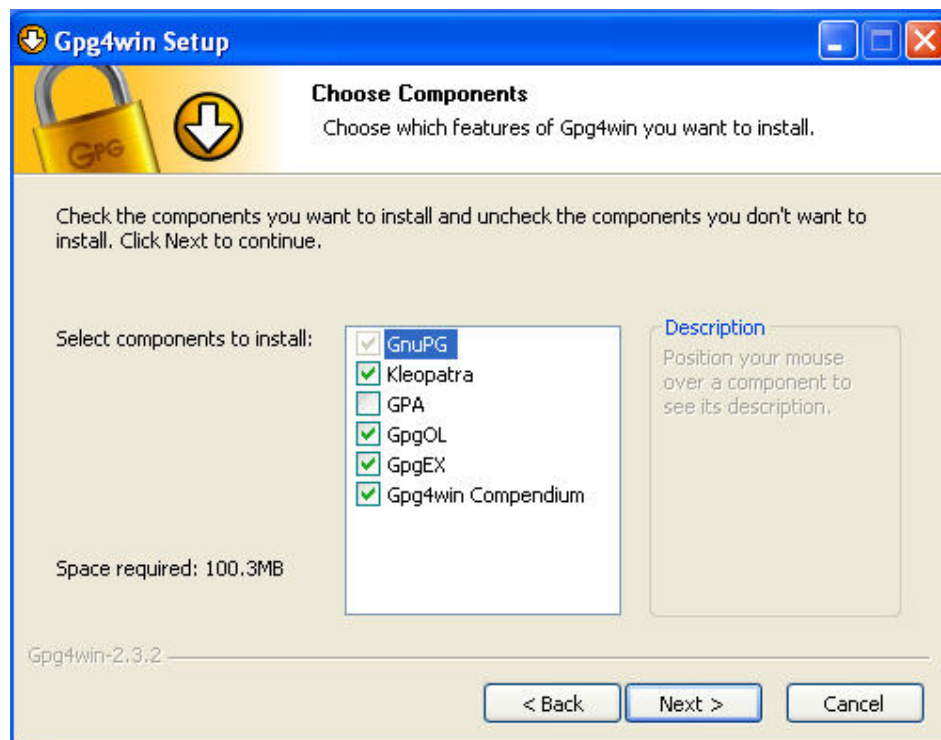 Gpg4win Setup
GPG
Choose Components
Choose which features of Gpg4win you want to install.
Check the components you want to install and uncheck the components you don't want to
install. Click Next to continue.
Select components to install:
GnuPG
Kleopatra
GPA
GpgOL
GpgEX
Gpg4win Compendium
Description
Position your mouse
over a component to
see its description.
Space required: 100.3MB
Gpg4win-2.3.2
< Back
Next >
Cancel